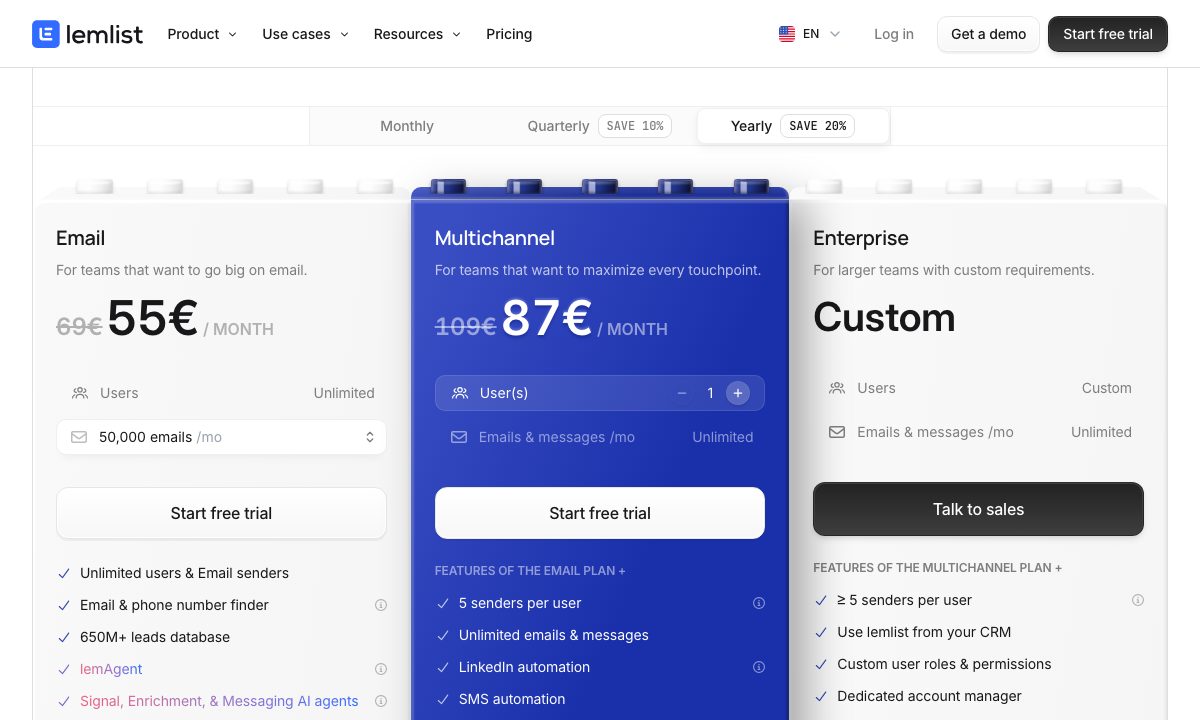 lemlist
Product
Use cases
Resources
Pricing
EN
Log in
Get a demo
Start free trial
Monthly
Quarterly SAVE 10%
Yearly SAVE 20%
Email
For teams that want to go big on email.
69€ 55€ / MONTH
Users Unlimited
50,000 emails /mo
Start free trial
Unlimited users & Email senders
Email & phone number finder
650M+ leads database
lemAgent
Signal, Enrichment, & Messaging AI agents
Multichannel
For teams that want to maximize every touchpoint.
109€ 87€ / MONTH
User(s) − 1 +
Emails & messages /mo Unlimited
Start free trial
FEATURES OF THE EMAIL PLAN +
5 senders per user
Unlimited emails & messages
LinkedIn automation
SMS automation
Enterprise
For larger teams with custom requirements.
Custom
Users Custom
Emails & messages /mo Unlimited
Talk to sales
FEATURES OF THE MULTICHANNEL PLAN +
≥ 5 senders per user
Use lemlist from your CRM
Custom user roles & permissions
Dedicated account manager